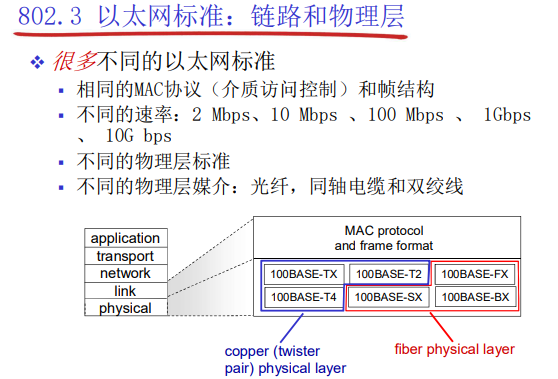 802.3 以太网标准：链路和物理层
很多不同的以太网标准
相同的MAC协议（介质访问控制）和帧结构
不同的速率：2 Mbps、10 Mbps 、100 Mbps 、 1Gbps
、 10G bps
不同的物理层标准
不同的物理层媒介：光纤，同轴电缆和双绞线
application
transport
network
link
physical
MAC protocol
and frame format
100BASE-TX 100BASE-T2 100BASE-FX
100BASE-T4 100BASE-SX 100BASE-BX
copper (twister
pair) physical layer
fiber physical layer